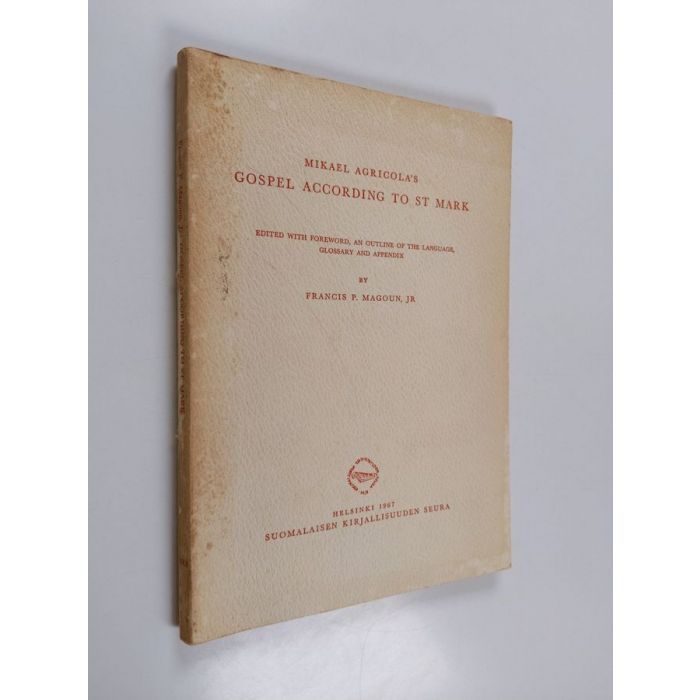 MIKAEL AGRICOLA'S
GOSPEL ACCORDING TO ST MARK
EDITED WITH FOREWORD, AN OUTLINE OF THE LANGUAGE,
GLOSSARY AND APPENDIX
BY
FRANCIS P. MAGOUN, JR
HELSINKI 1967
SUOMALAISEN KIRJALLISUUDEN SEURA